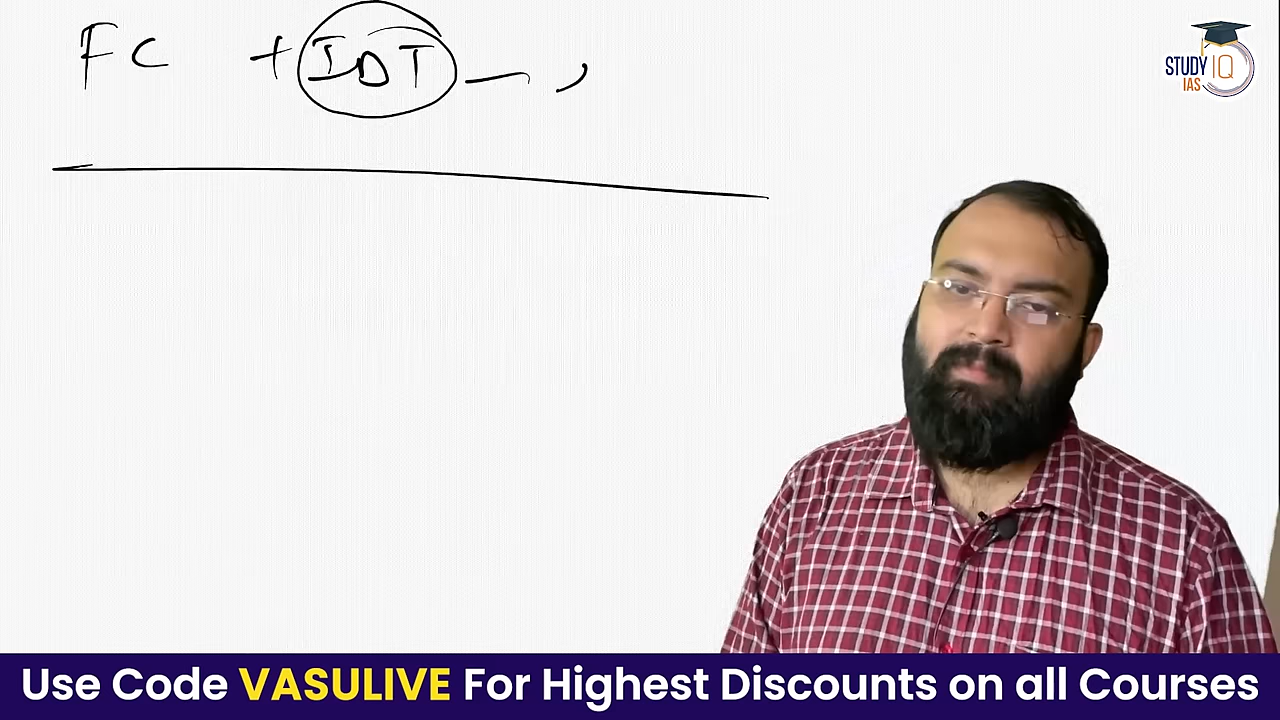 FC + IDT - ,
STUDY IQ
IAS
Use Code VASULIVE For Highest Discounts on all Courses